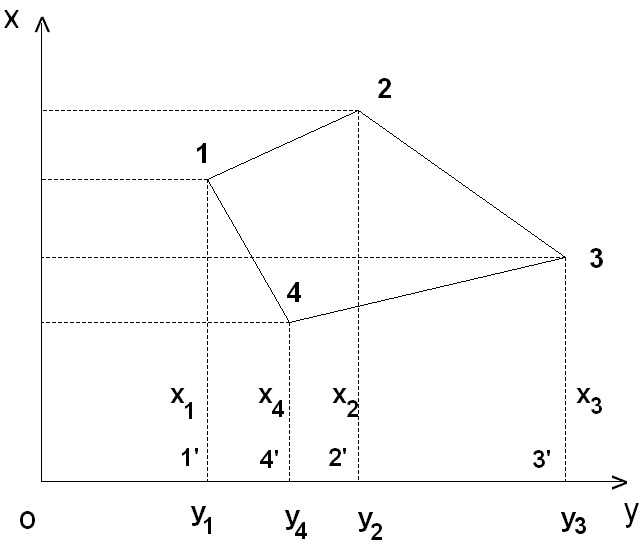 x
2
1
3
4
x₁ x₄ x₂ x₃
1' 4' 2' 3'
o y₁ y₄ y₂ y₃ y